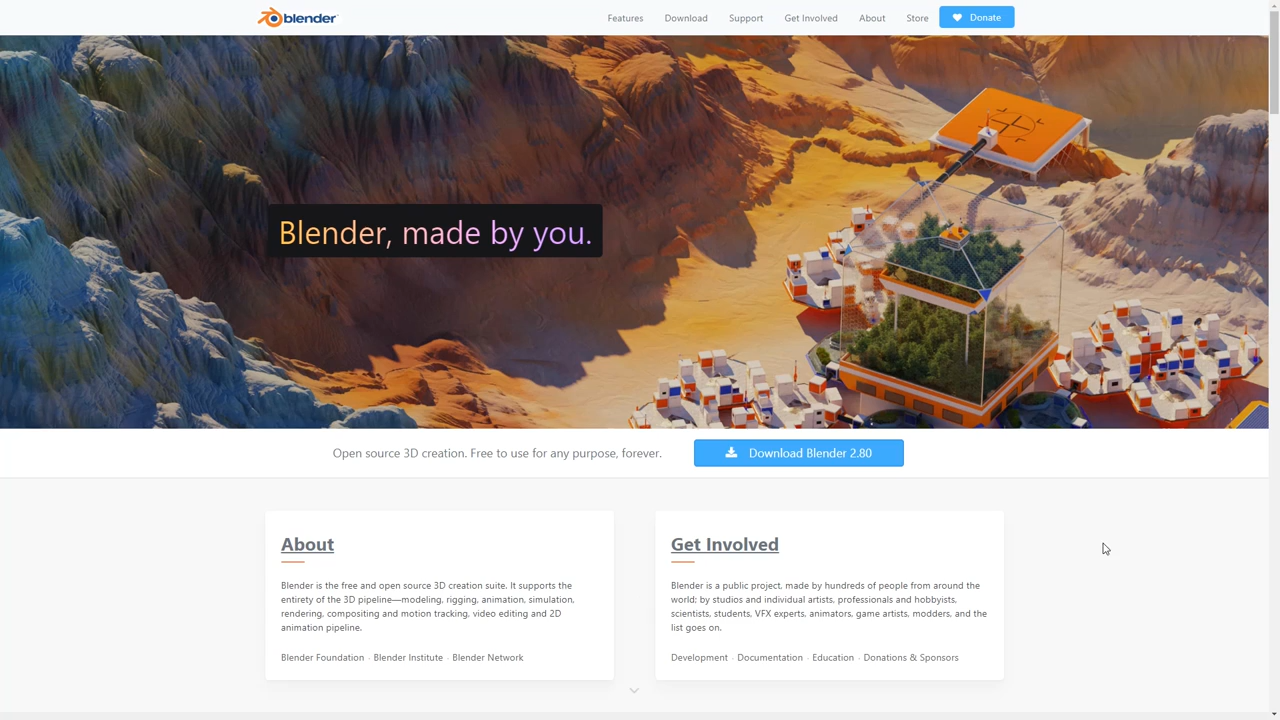 blender
Features
Download
Support
Get Involved
About
Store
Donate
Blender, made by you.
Open source 3D creation. Free to use for any purpose, forever.
Download Blender 2.80
About
Blender is the free and open source 3D creation suite. It supports the
entirety of the 3D pipeline—modeling, rigging, animation, simulation,
rendering, compositing and motion tracking, video editing and 2D
animation pipeline.
Blender Foundation · Blender Institute · Blender Network
Get Involved
Blender is a public project, made by hundreds of people from around the
world; by studios and individual artists, professionals and hobbyists,
scientists, students, VFX experts, animators, game artists, modders, and the
list goes on.
Development · Documentation · Education · Donations & Sponsors